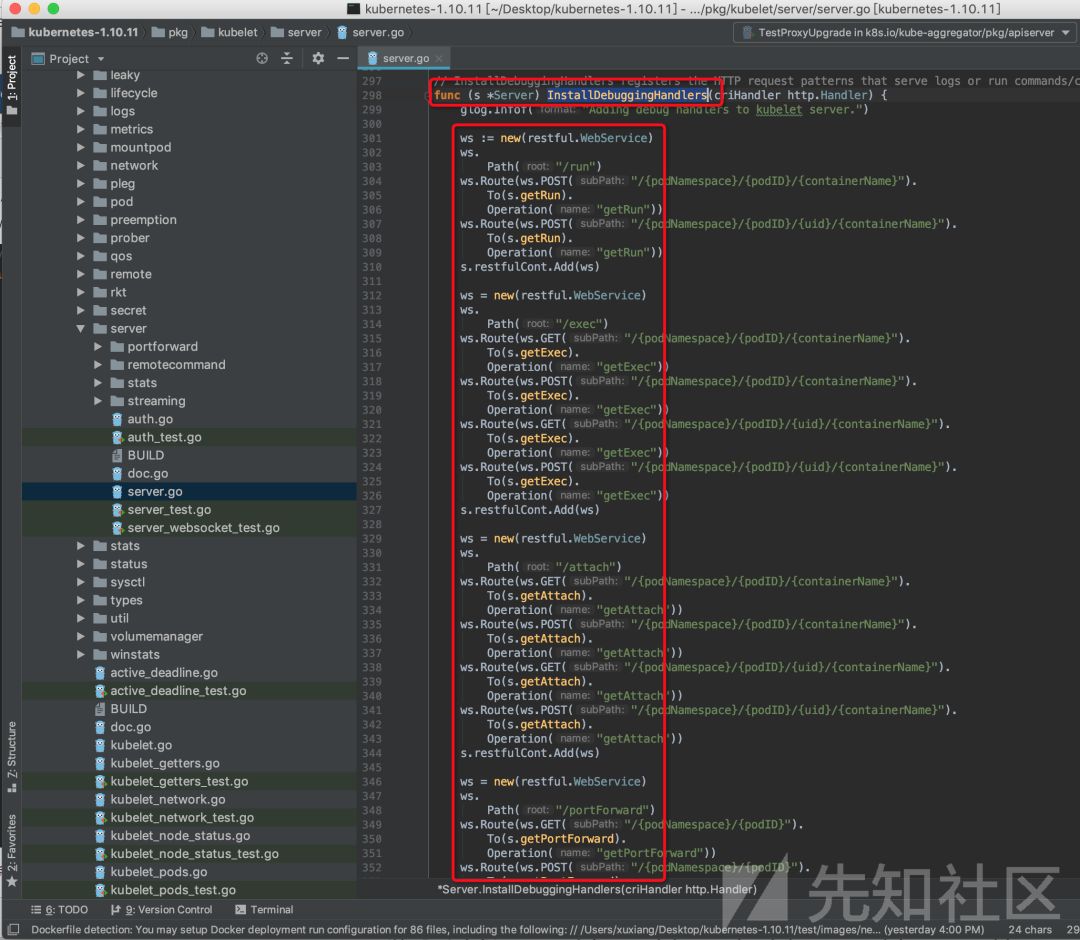 kubernetes-1.10.11 [~/Desktop/kubernetes-1.10.11] - .../pkg/kubelet/server/server.go [kubernetes-1.10.11]
kubernetes-1.10.11 pkg kubelet server server.go TestProxyUpgrade in k8s.io/kube-aggregator/pkg/apiserver
1: Project
Project server.go
leaky
lifecycle
logs
metrics
mountpod
network
pleg
pod
preemption
prober
qos
remote
rkt
secret
server
portforward
remotecommand
stats
streaming
auth.go
auth_test.go
BUILD
doc.go
server.go
server_test.go
server_websocket_test.go
stats
status
sysctl
types
util
volumemanager
winstats
active_deadline.go
active_deadline_test.go
BUILD
doc.go
kubelet.go
kubelet_getters.go
kubelet_getters_test.go
kubelet_network.go
kubelet_network_test.go
kubelet_node_status.go
kubelet_node_status_test.go
kubelet_pods.go
kubelet_pods_test.go
Z: Structure
2: Favorites
297 // InstallDebuggingHandlers registers the HTTP request patterns that serve logs or run commands/c
298 func (s *Server) InstallDebuggingHandlers(criHandler http.Handler) {
299 glog.Infof( format: "Adding debug handlers to kubelet server.")
300
301 ws := new(restful.WebService)
302 ws.
303 Path( root: "/run")
304 ws.Route(ws.POST( subPath: "/{podNamespace}/{podID}/{containerName}").
305 To(s.getRun).
306 Operation( name: "getRun"))
307 ws.Route(ws.POST( subPath: "/{podNamespace}/{podID}/{uid}/{containerName}").
308 To(s.getRun).
309 Operation( name: "getRun"))
310 s.restfulCont.Add(ws)
311
312 ws = new(restful.WebService)
313 ws.
314 Path( root: "/exec")
315 ws.Route(ws.GET( subPath: "/{podNamespace}/{podID}/{containerName}").
316 To(s.getExec).
317 Operation( name: "getExec"))
318 ws.Route(ws.POST( subPath: "/{podNamespace}/{podID}/{containerName}").
319 To(s.getExec).
320 Operation( name: "getExec"))
321 ws.Route(ws.GET( subPath: "/{podNamespace}/{podID}/{uid}/{containerName}").
322 To(s.getExec).
323 Operation( name: "getExec"))
324 ws.Route(ws.POST( subPath: "/{podNamespace}/{podID}/{uid}/{containerName}").
325 To(s.getExec).
326 Operation( name: "getExec"))
327 s.restfulCont.Add(ws)
328
329 ws = new(restful.WebService)
330 ws.
331 Path( root: "/attach")
332 ws.Route(ws.GET( subPath: "/{podNamespace}/{podID}/{containerName}").
333 To(s.getAttach).
334 Operation( name: "getAttach"))
335 ws.Route(ws.POST( subPath: "/{podNamespace}/{podID}/{containerName}").
336 To(s.getAttach).
337 Operation( name: "getAttach"))
338 ws.Route(ws.GET( subPath: "/{podNamespace}/{podID}/{uid}/{containerName}").
339 To(s.getAttach).
340 Operation( name: "getAttach"))
341 ws.Route(ws.POST( subPath: "/{podNamespace}/{podID}/{uid}/{containerName}").
342 To(s.getAttach).
343 Operation( name: "getAttach"))
344 s.restfulCont.Add(ws)
345
346 ws = new(restful.WebService)
347 ws.
348 Path( root: "/portForward")
349 ws.Route(ws.GET( subPath: "/{podNamespace}/{podID}").
350 To(s.getPortForward).
351 Operation( name: "getPortForward"))
352 ws.Route(ws.POST( subPath: "/{podNamespace}/{podID}").
*Server.InstallDebuggingHandlers(criHandler http.Handler)
先知社区
6: TODO 9: Version Control Terminal
Dockerfile detection: You may setup Docker deployment run configuration for 86 files, including the following: // /Users/xuxiang/Desktop/kubernetes-1.10.11/test/images/ne... (yesterday 4:00 PM) 24 chars 29